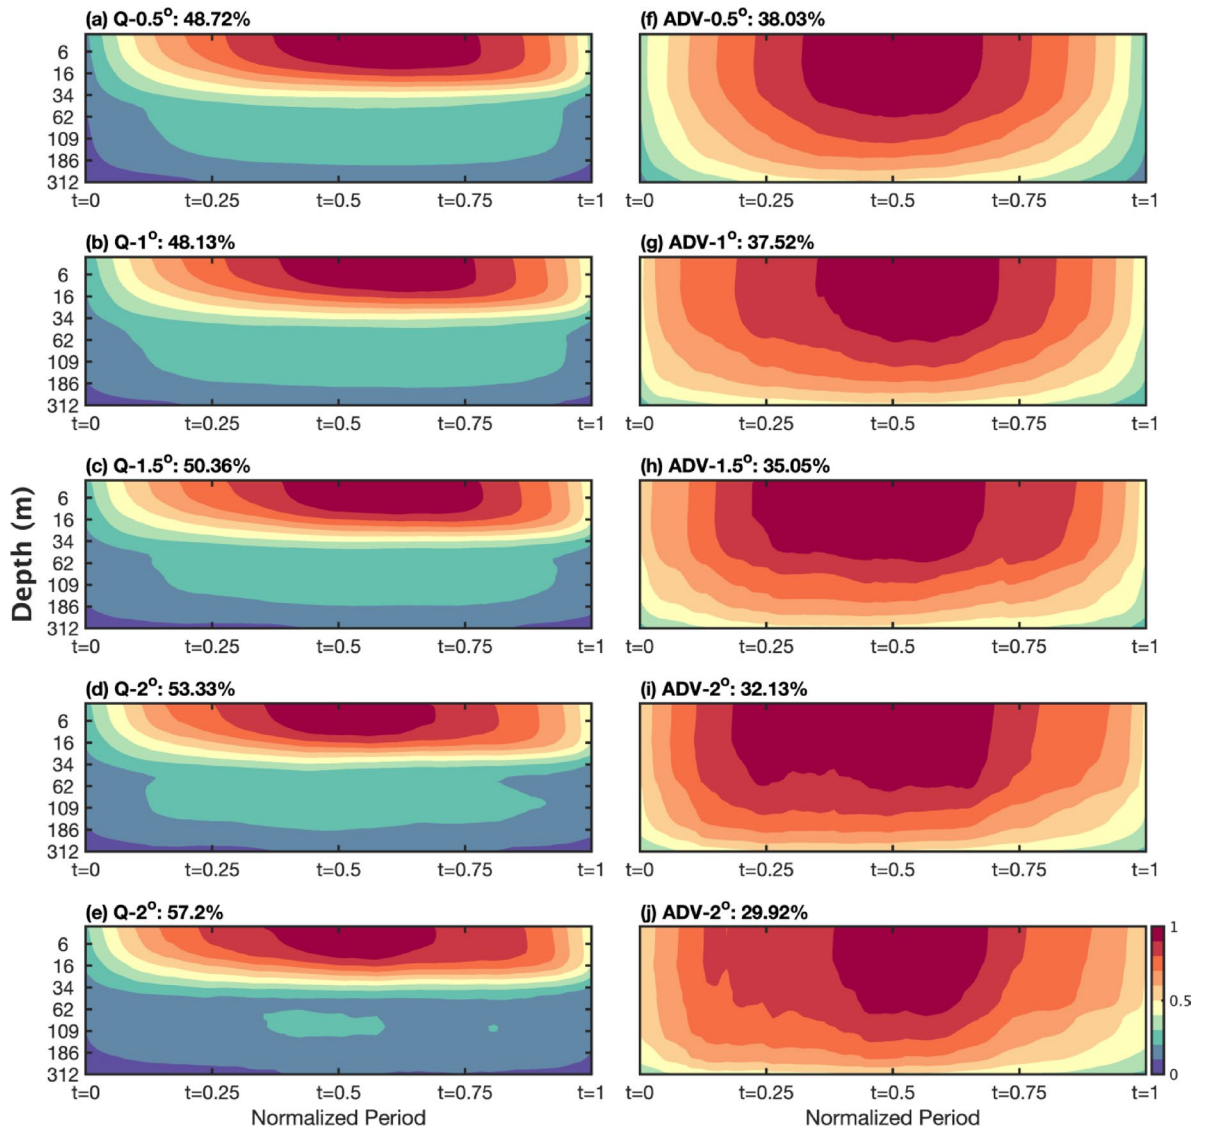 (a) Q-0.5°: 48.72%
6
16
34
62
109
186
312
t=0 t=0.25 t=0.5 t=0.75 t=1
(f) ADV-0.5°: 38.03%
t=0 t=0.25 t=0.5 t=0.75 t=1
(b) Q-1°: 48.13%
6
16
34
62
109
186
312
t=0 t=0.25 t=0.5 t=0.75 t=1
(g) ADV-1°: 37.52%
t=0 t=0.25 t=0.5 t=0.75 t=1
Depth (m)
(c) Q-1.5°: 50.36%
6
16
34
62
109
186
312
t=0 t=0.25 t=0.5 t=0.75 t=1
(h) ADV-1.5°: 35.05%
t=0 t=0.25 t=0.5 t=0.75 t=1
(d) Q-2°: 53.33%
6
16
34
62
109
186
312
t=0 t=0.25 t=0.5 t=0.75 t=1
(i) ADV-2°: 32.13%
t=0 t=0.25 t=0.5 t=0.75 t=1
(e) Q-2°: 57.2%
6
16
34
62
109
186
312
t=0 t=0.25 t=0.5 t=0.75 t=1
Normalized Period
(j) ADV-2°: 29.92%
t=0 t=0.25 t=0.5 t=0.75 t=1
Normalized Period
1
0.5
0